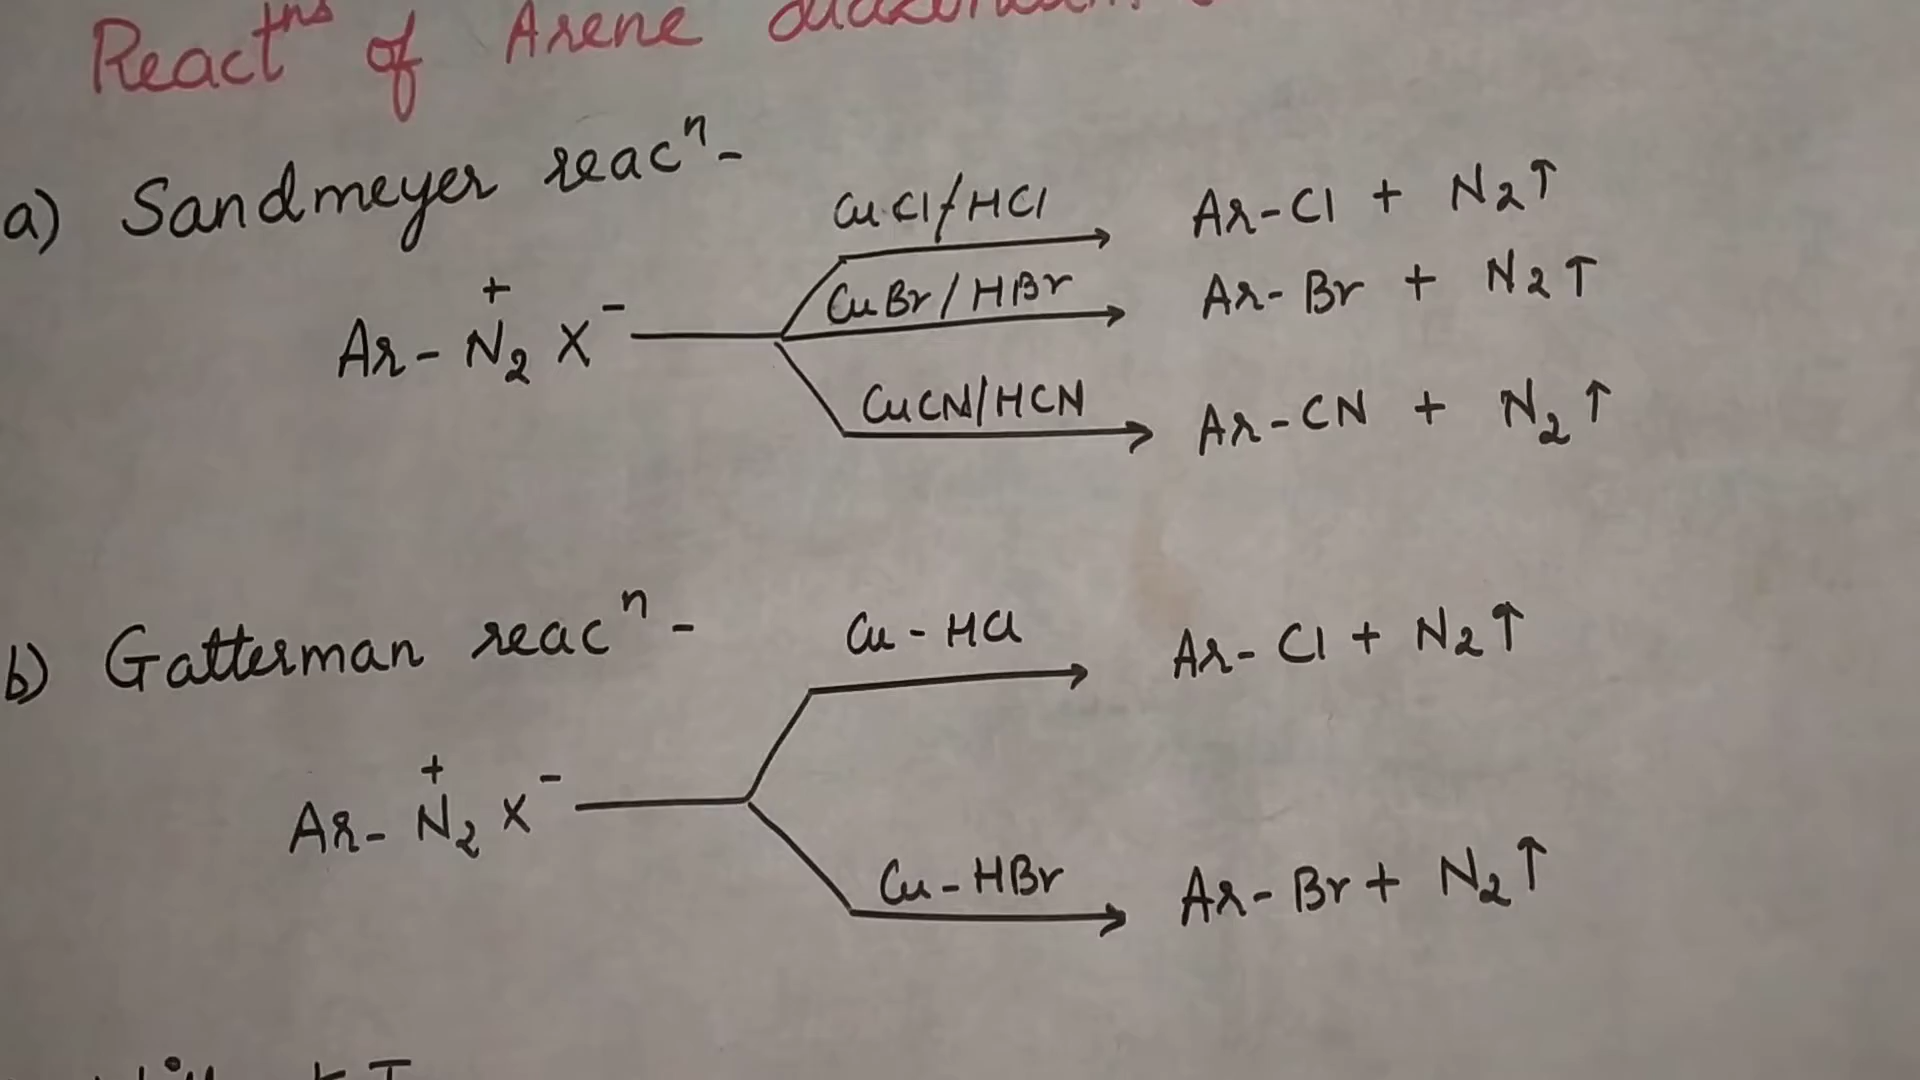 Reactⁿˢ of Arene
a) Sandmeyer reacⁿ-
CuCl/HCl Ar-Cl + N₂↑
CuBr/HBr Ar-Br + N₂↑
Ar-N₂⁺ X⁻
CuCN/HCN Ar-CN + N₂↑
b) Gatterman reacⁿ-
Cu-HCl Ar-Cl + N₂↑
Ar-N₂⁺ X⁻
Cu-HBr Ar-Br + N₂↑